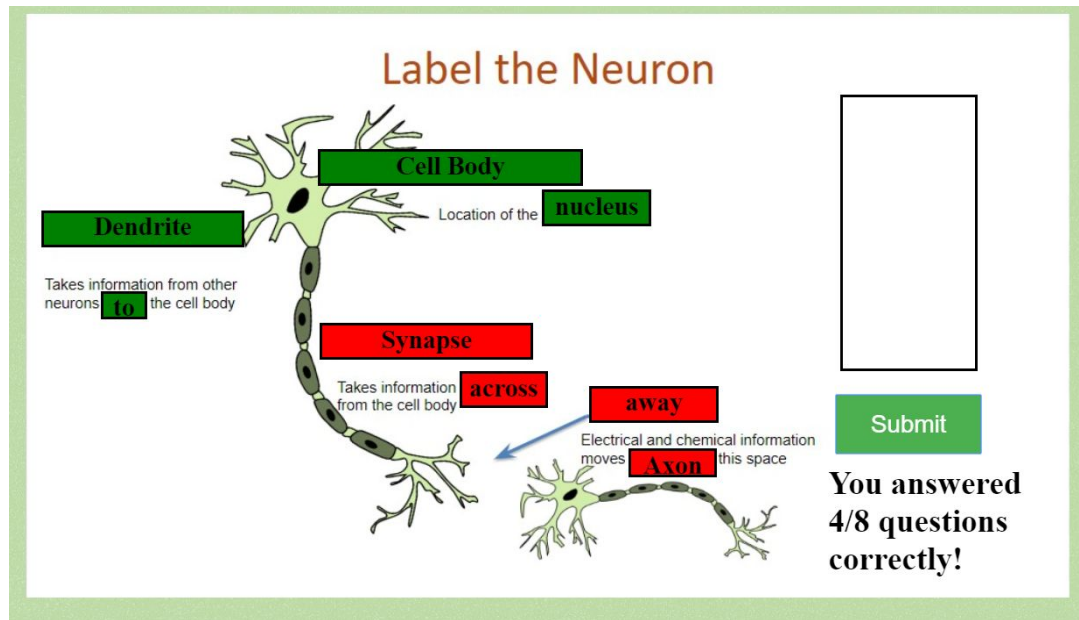 Label the Neuron
Cell Body
Location of the nucleus
Dendrite
Takes information from other
neurons to the cell body
Synapse
Takes information across
from the cell body
away
Electrical and chemical information
moves Axon this space
Submit
You answered
4/8 questions
correctly!